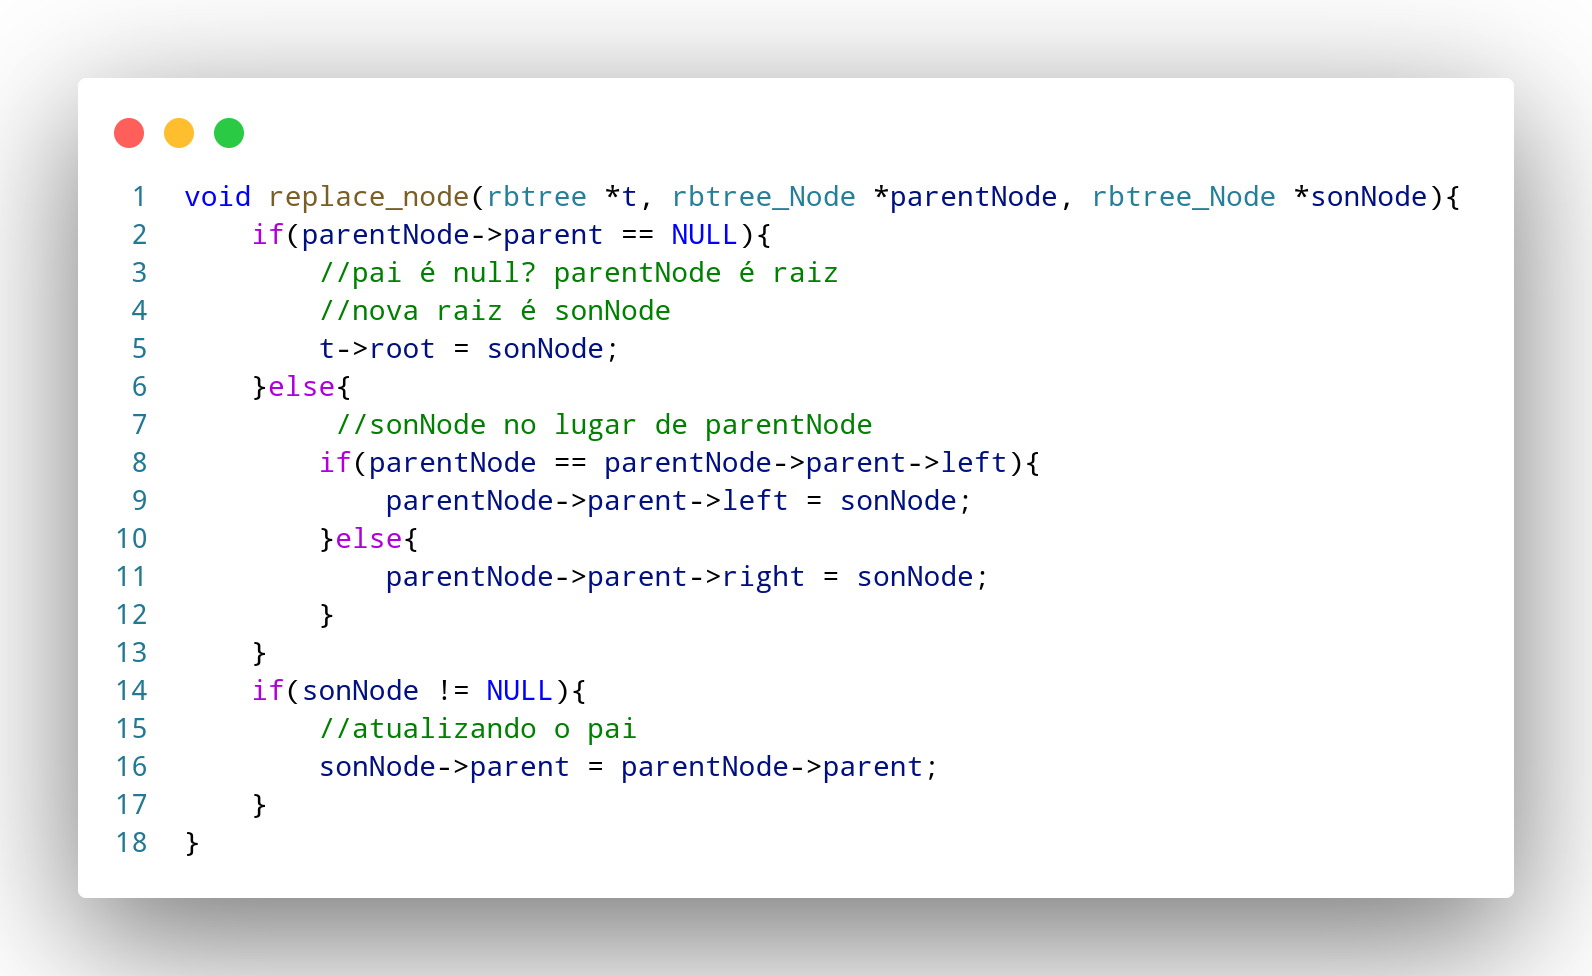 1 void replace_node(rbtree *t, rbtree_Node *parentNode, rbtree_Node *sonNode){
2 if(parentNode->parent == NULL){
3 //pai é null? parentNode é raiz
4 //nova raiz é sonNode
5 t->root = sonNode;
6 }else{
7 //sonNode no lugar de parentNode
8 if(parentNode == parentNode->parent->left){
9 parentNode->parent->left = sonNode;
10 }else{
11 parentNode->parent->right = sonNode;
12 }
13 }
14 if(sonNode != NULL){
15 //atualizando o pai
16 sonNode->parent = parentNode->parent;
17 }
18 }